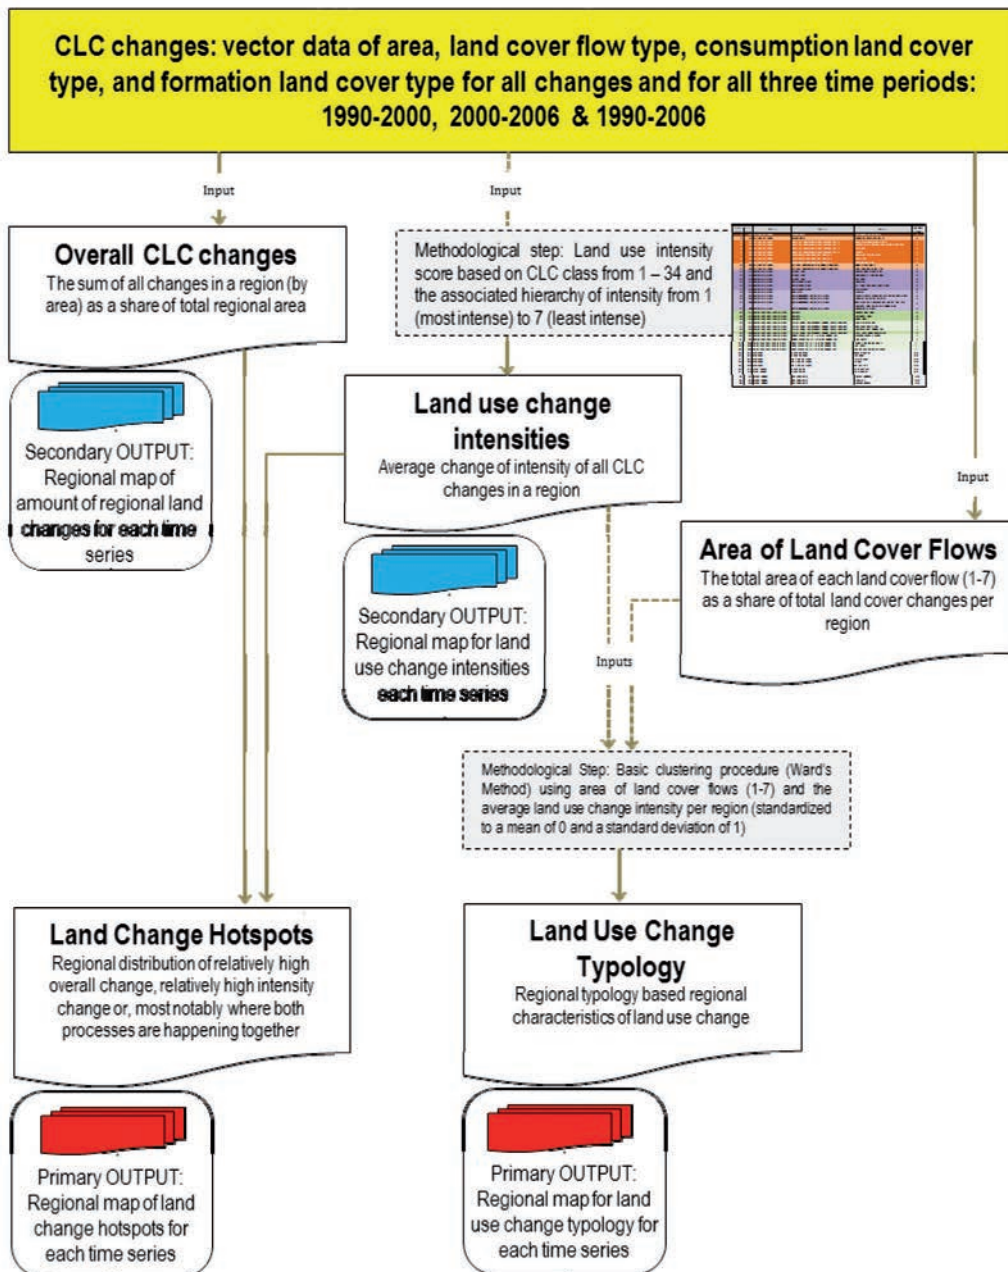 CLC changes: vector data of area, land cover flow type, consumption land cover
type, and formation land cover type for all changes and for all three time periods:
1990-2000, 2000-2006 & 1990-2006
Input
Input
Overall CLC changes
The sum of all changes in a region (by
area) as a share of total regional area
Methodological step: Land use intensity
score based on CLC class from 1 – 34 and
the associated hierarchy of intensity from 1
(most intense) to 7 (least intense)
Secondary OUTPUT:
Regional map of
amount of regional land
changes for each time
series
Land use change
intensities
Average change of intensity of all CLC
changes in a region
Input
Area of Land Cover Flows
The total area of each land cover flow (1-7)
as a share of total land cover changes per
region
Secondary OUTPUT:
Regional map for land
use change intensities
each time series
Inputs
Methodological Step: Basic clustering procedure (Ward's
Method) using area of land cover flows (1-7) and the
average land use change intensity per region (standardized
to a mean of 0 and a standard deviation of 1)
Land Change Hotspots
Regional distribution of relatively high
overall change, relatively high intensity
change or, most notably where both
processes are happening together
Land Use Change
Typology
Regional typology based regional
characteristics of land use change
Primary OUTPUT:
Regional map of land
change hotspots for
each time series
Primary OUTPUT:
Regional map for land
use change typology for
each time series